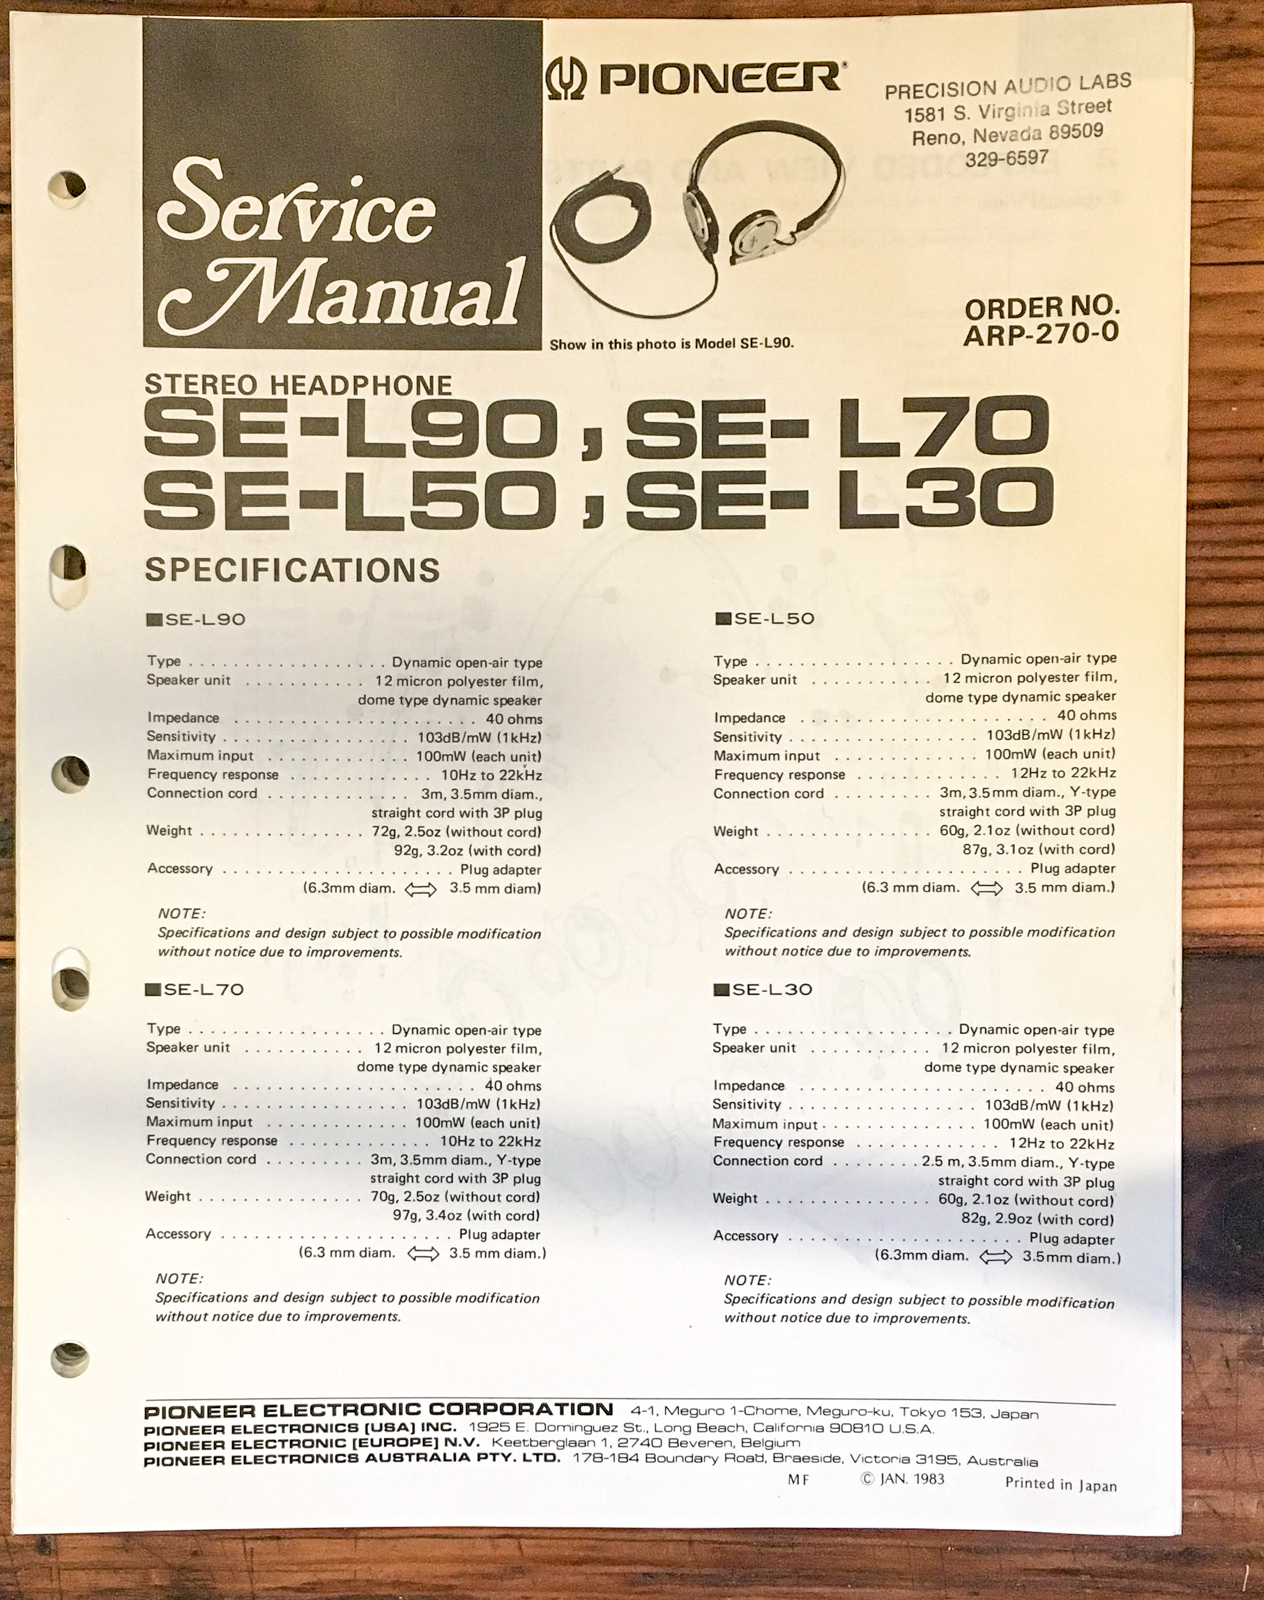 Service
Manual
PIONEER®
PRECISION AUDIO LABS
1581 S. Virginia Street
Reno, Nevada 89509
329-6597
Show in this photo is Model SE-L90.
ORDER NO.
ARP-270-0
STEREO HEADPHONE
SE-L90, SE-L70
SE-L50, SE-L30
SPECIFICATIONS
■SE-L90
Type . . . . . . . . . . . . . . . . . . Dynamic open-air type
Speaker unit . . . . . . . . . . . 12 micron polyester film,
dome type dynamic speaker
Impedance . . . . . . . . . . . . . . . . . . . . . . 40 ohms
Sensitivity . . . . . . . . . . . . . . . . . 103dB/mW (1kHz)
Maximum input . . . . . . . . . . . . . 100mW (each unit)
Frequency response . . . . . . . . . . . . . 10Hz to 22kHz
Connection cord . . . . . . . . . . . . . 3m, 3.5mm diam.,
straight cord with 3P plug
Weight . . . . . . . . . . . . . . . 72g, 2.5oz (without cord)
92g, 3.2oz (with cord)
Accessory . . . . . . . . . . . . . . . . . . . . . Plug adapter
(6.3mm diam. ⇔ 3.5 mm diam)
NOTE:
Specifications and design subject to possible modification
without notice due to improvements.
■SE-L70
Type . . . . . . . . . . . . . . . . . . Dynamic open-air type
Speaker unit . . . . . . . . . . . 12 micron polyester film,
dome type dynamic speaker
Impedance . . . . . . . . . . . . . . . . . . . . . . 40 ohms
Sensitivity . . . . . . . . . . . . . . . . . 103dB/mW (1kHz)
Maximum input . . . . . . . . . . . . . 100mW (each unit)
Frequency response . . . . . . . . . . . . . 10Hz to 22kHz
Connection cord . . . . . . . . . 3m, 3.5mm diam., Y-type
straight cord with 3P plug
Weight . . . . . . . . . . . . . . . 70g, 2.5oz (without cord)
97g, 3.4oz (with cord)
Accessory . . . . . . . . . . . . . . . . . . . . . Plug adapter
(6.3 mm diam. ⇔ 3.5 mm diam.)
NOTE:
Specifications and design subject to possible modification
without notice due to improvements.
■SE-L50
Type . . . . . . . . . . . . . . . . . . Dynamic open-air type
Speaker unit . . . . . . . . . . . 12 micron polyester film,
dome type dynamic speaker
Impedance . . . . . . . . . . . . . . . . . . . . . . 40 ohms
Sensitivity . . . . . . . . . . . . . . . . . 103dB/mW (1kHz)
Maximum input . . . . . . . . . . . . . 100mW (each unit)
Frequency response . . . . . . . . . . . . . 12Hz to 22kHz
Connection cord . . . . . . . . . 3m, 3.5mm diam., Y-type
straight cord with 3P plug
Weight . . . . . . . . . . . . . . . 60g, 2.1oz (without cord)
87g, 3.1oz (with cord)
Accessory . . . . . . . . . . . . . . . . . . . . . Plug adapter
(6.3 mm diam. ⇔ 3.5 mm diam.)
NOTE:
Specifications and design subject to possible modification
without notice due to improvements.
■SE-L30
Type . . . . . . . . . . . . . . . . . . Dynamic open-air type
Speaker unit . . . . . . . . . . . 12 micron polyester film,
dome type dynamic speaker
Impedance . . . . . . . . . . . . . . . . . . . . . . 40 ohms
Sensitivity . . . . . . . . . . . . . . . . . 103dB/mW (1kHz)
Maximum input . . . . . . . . . . . . . 100mW (each unit)
Frequency response . . . . . . . . . . . . . 12Hz to 22kHz
Connection cord . . . . . . . . 2.5 m, 3.5mm diam., Y-type
straight cord with 3P plug
Weight . . . . . . . . . . . . . . . 60g, 2.1oz (without cord)
82g, 2.9oz (with cord)
Accessory . . . . . . . . . . . . . . . . . . . . . Plug adapter
(6.3mm diam. ⇔ 3.5mm diam.)
NOTE:
Specifications and design subject to possible modification
without notice due to improvements.
PIONEER ELECTRONIC CORPORATION 4-1, Meguro 1-Chome, Meguro-ku, Tokyo 153, Japan
PIONEER ELECTRONICS [USA] INC. 1925 E. Dominguez St., Long Beach, California 90810 U.S.A.
PIONEER ELECTRONIC [EUROPE] N.V. Keetberglaan 1, 2740 Beveren, Belgium
PIONEER ELECTRONICS AUSTRALIA PTY. LTD. 178-184 Boundary Road, Braeside, Victoria 3195, Australia
MF © JAN. 1983 Printed in Japan